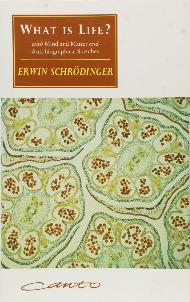 WHAT IS LIFE?
with Mind and Matter and
Autobiographical Sketches
ERWIN SCHRÖDINGER
Canto